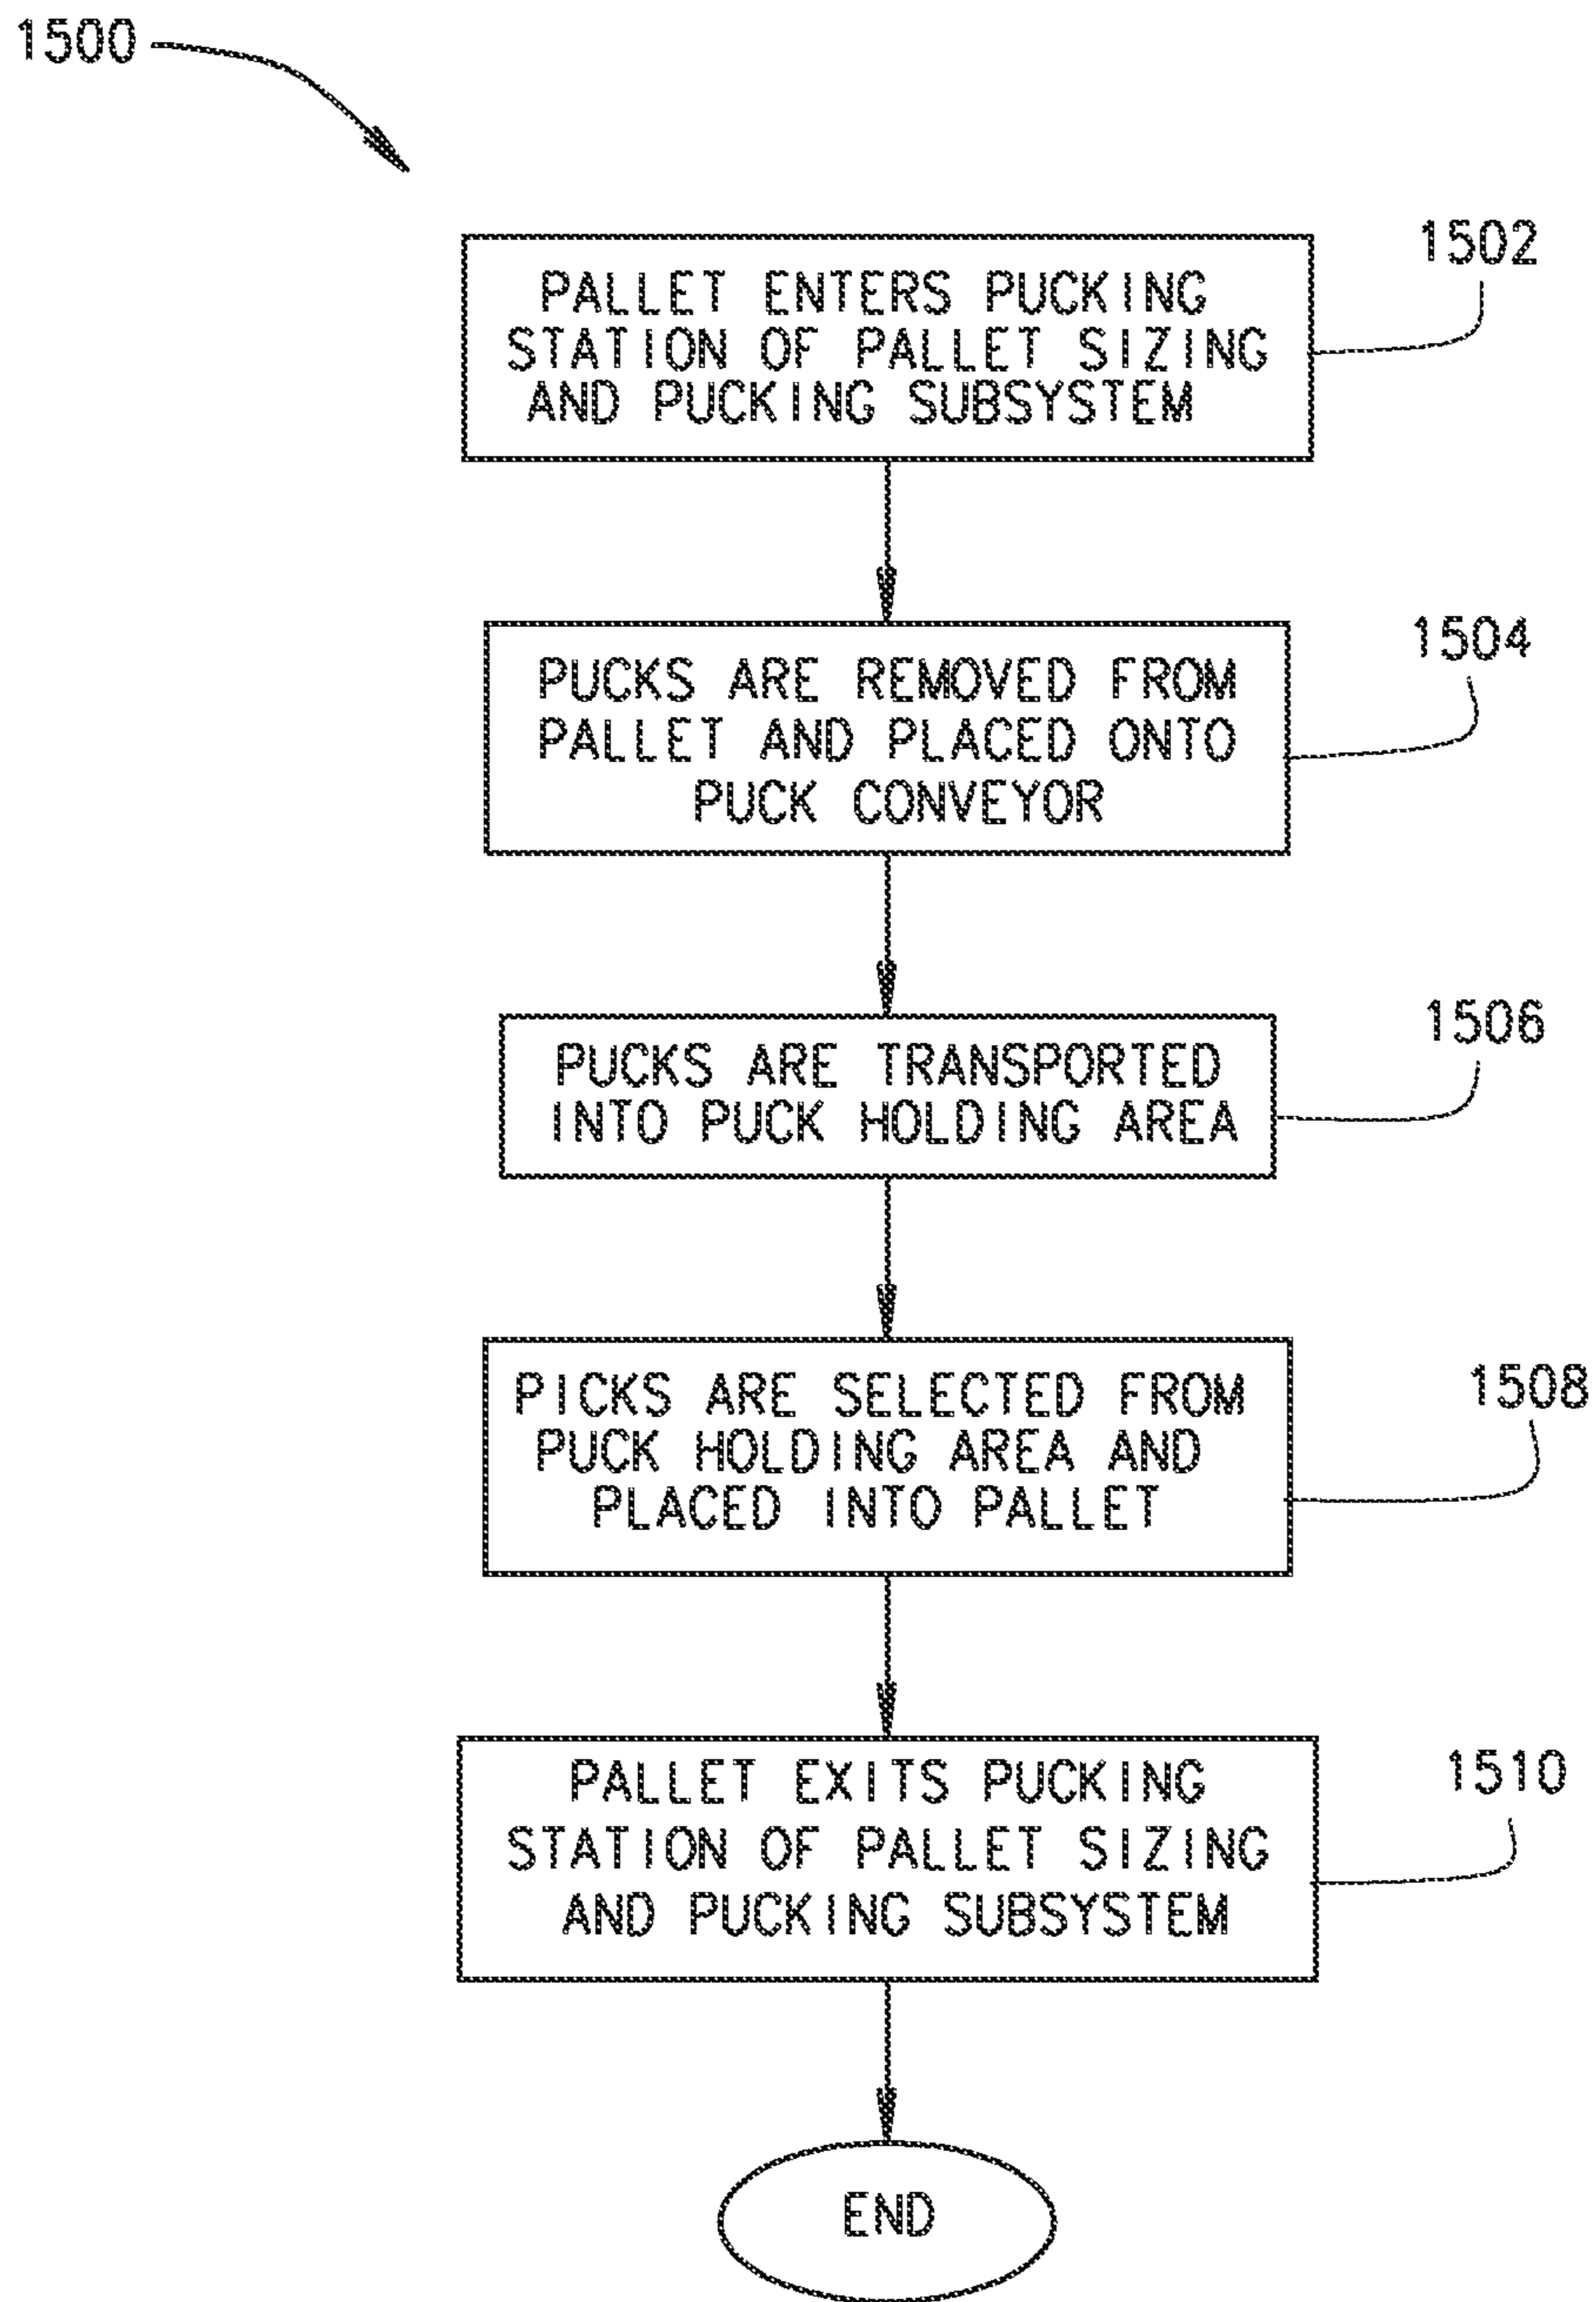 1500
1502
PALLET ENTERS PUCKING
STATION OF PALLET SIZING
AND PUCKING SUBSYSTEM
1504
PUCKS ARE REMOVED FROM
PALLET AND PLACED ONTO
PUCK CONVEYOR
1506
PUCKS ARE TRANSPORTED
INTO PUCK HOLDING AREA
1508
PICKS ARE SELECTED FROM
PUCK HOLDING AREA AND
PLACED INTO PALLET
1510
PALLET EXITS PUCKING
STATION OF PALLET SIZING
AND PUCKING SUBSYSTEM
END